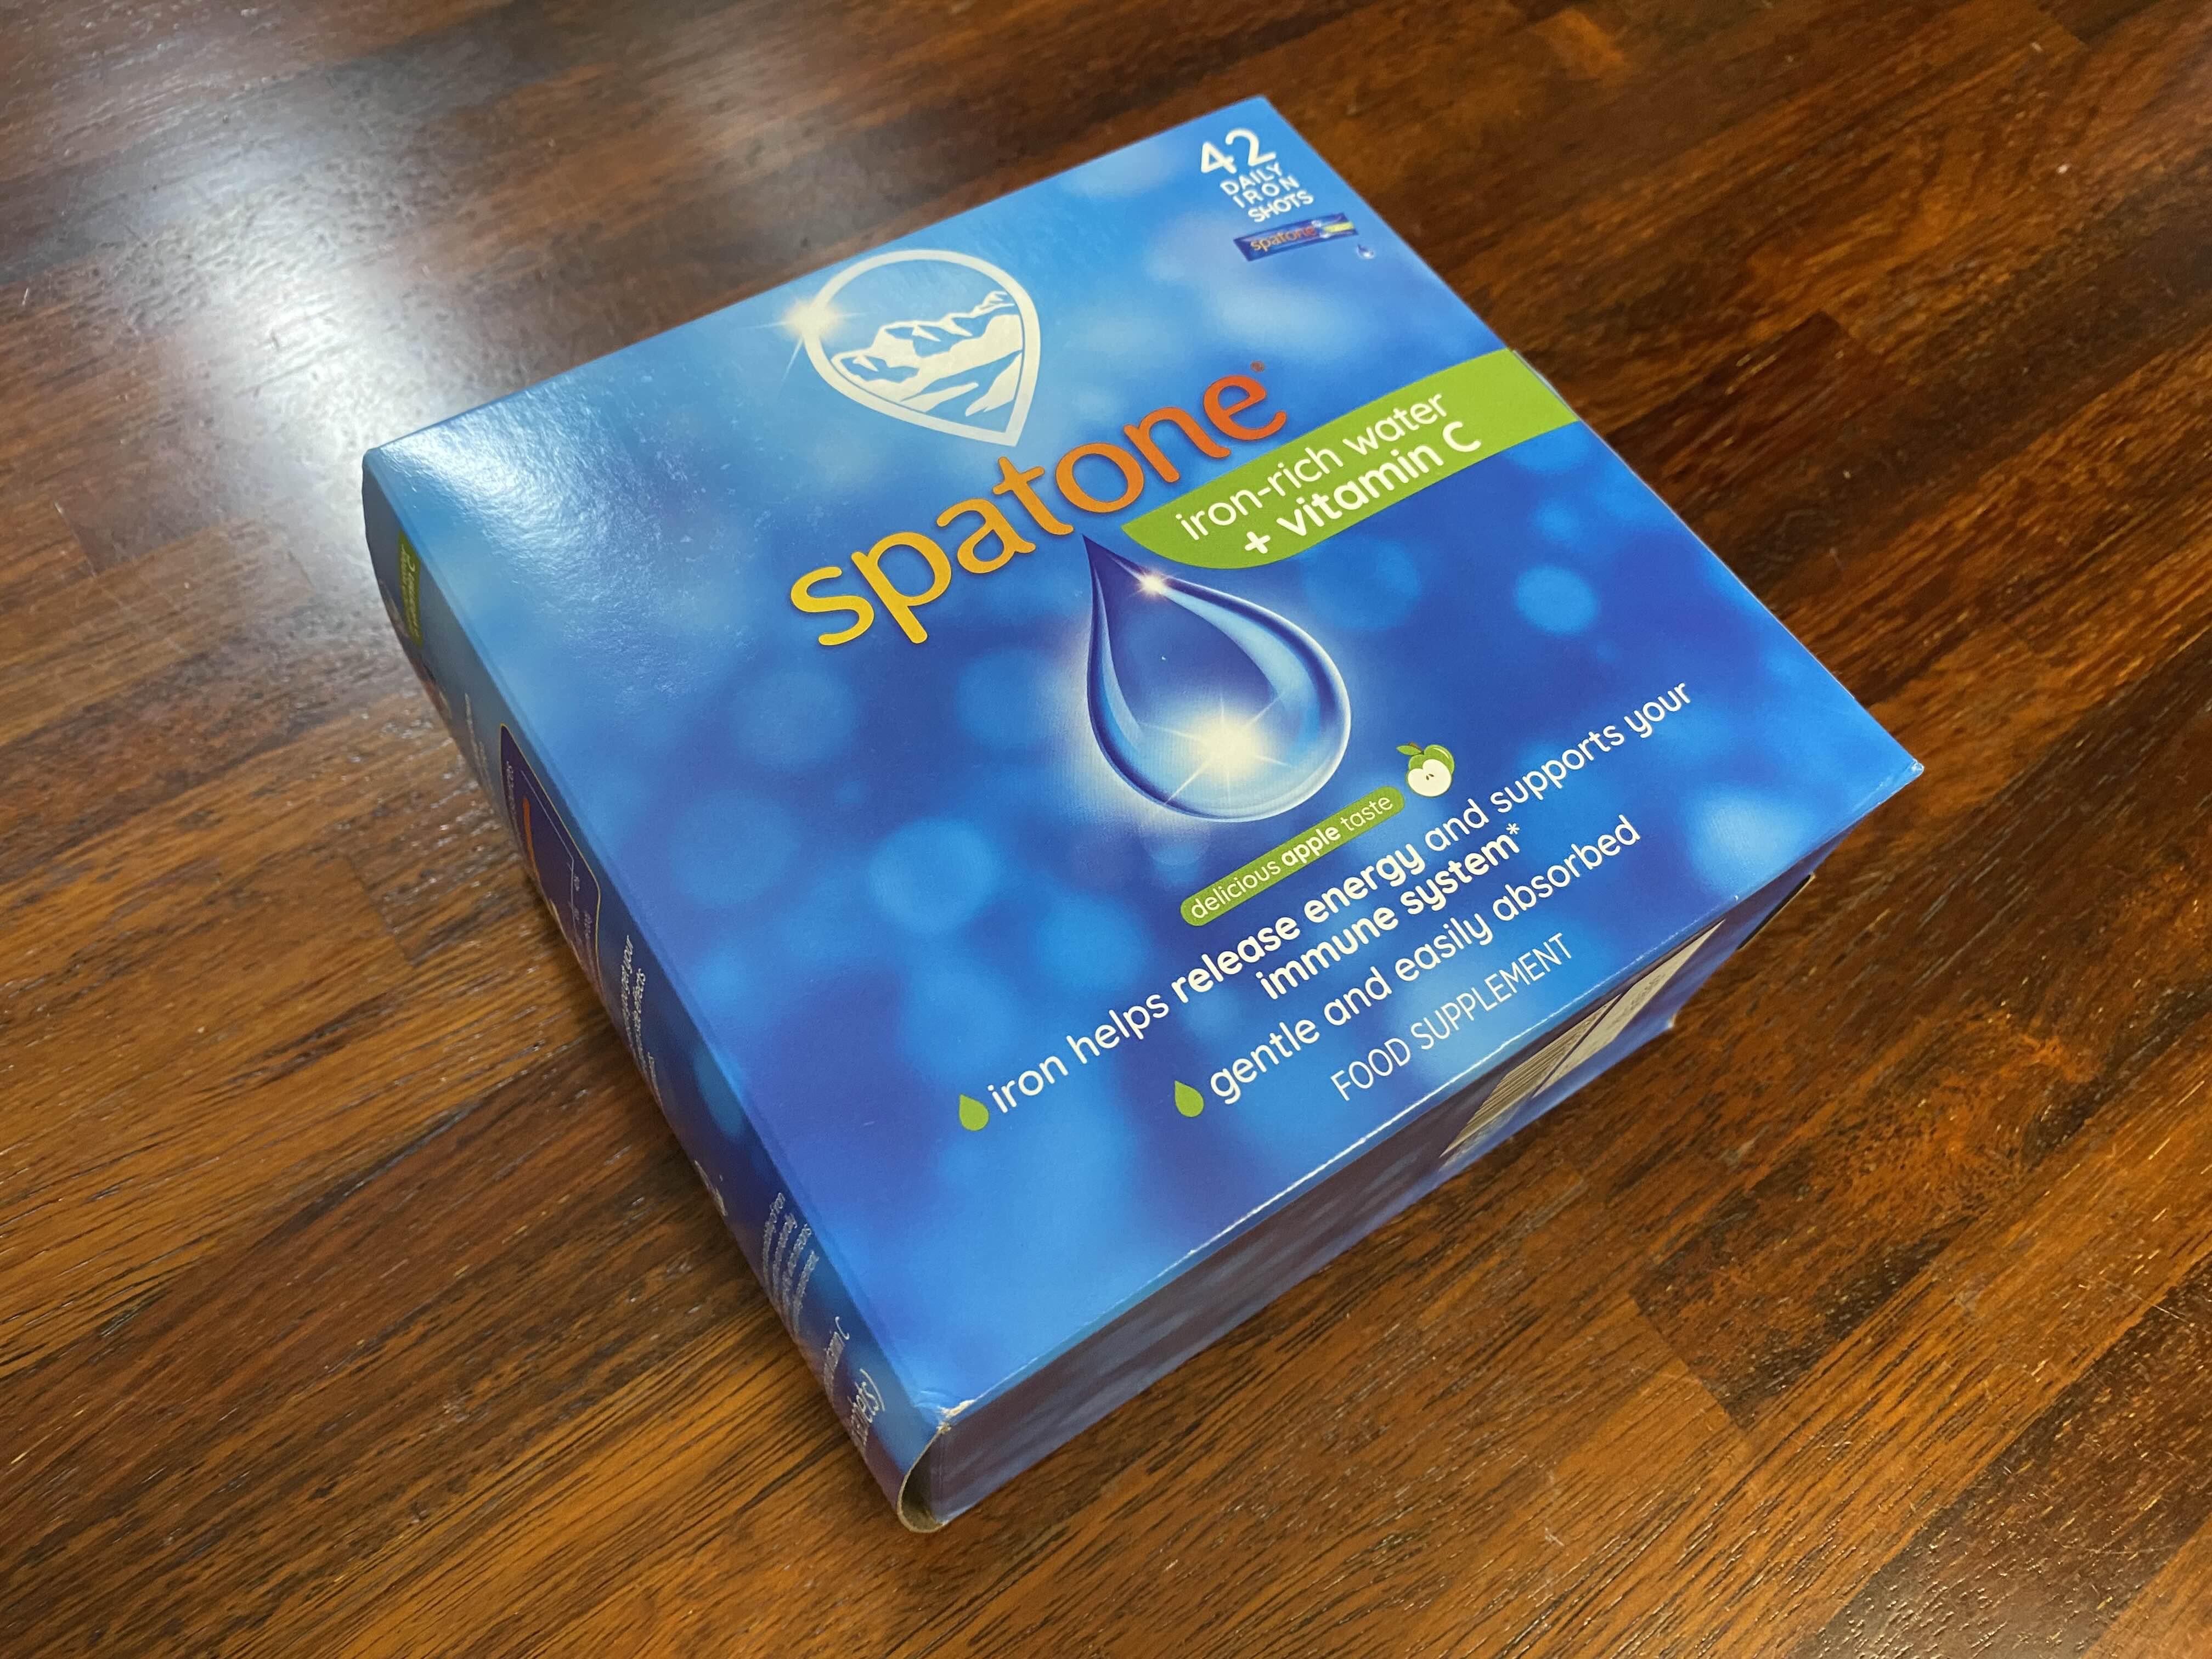 42
DAILY
IRON
SHOTS
spatone
spatone®
iron-rich water
+ vitamin C
delicious apple taste
iron helps release energy and supports your
immune system*
gentle and easily absorbed
FOOD SUPPLEMENT